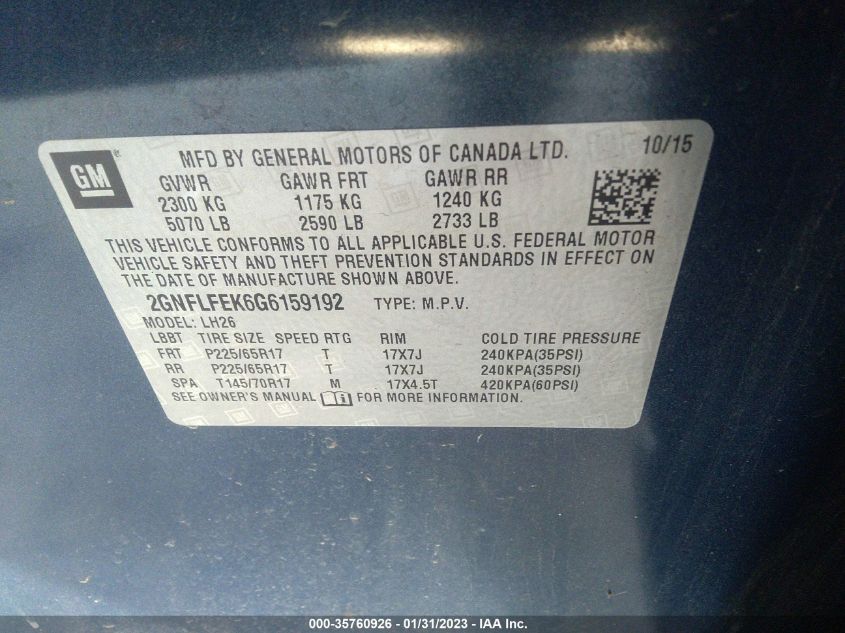 GM
MFD BY GENERAL MOTORS OF CANADA LTD. 10/15
GVWR GAWR FRT GAWR RR
2300 KG 1175 KG 1240 KG
5070 LB 2590 LB 2733 LB
THIS VEHICLE CONFORMS TO ALL APPLICABLE U.S. FEDERAL MOTOR
VEHICLE SAFETY AND THEFT PREVENTION STANDARDS IN EFFECT ON
THE DATE OF MANUFACTURE SHOWN ABOVE.
2GNFLFEK6G6159192 TYPE: M.P.V.
MODEL: LH26
LBBT TIRE SIZE SPEED RTG RIM COLD TIRE PRESSURE
FRT P225/65R17 T 17X7J 240KPA(35PSI)
RR P225/65R17 T 17X7J 240KPA(35PSI)
SPA T145/70R17 M 17X4.5T 420KPA(60PSI)
SEE OWNER'S MANUAL FOR MORE INFORMATION.
000-35760926 - 01/31/2023 - IAA Inc.